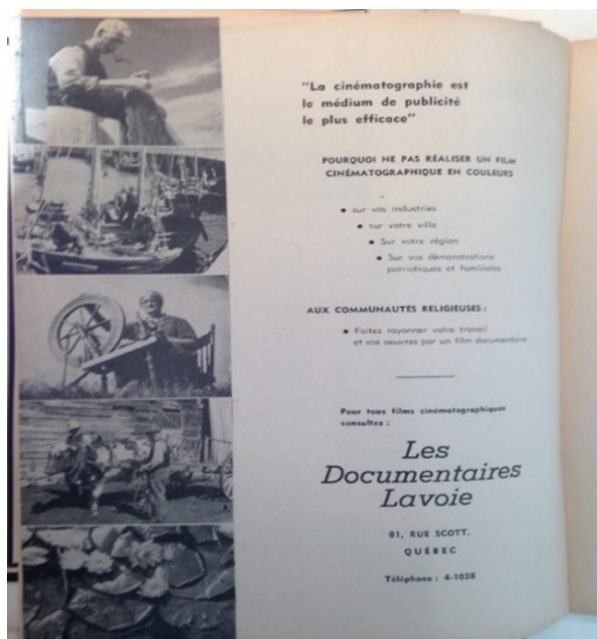 "La cinématographie est
le médium de publicité
le plus efficace"
POURQUOI NE PAS RÉALISER UN FILM
CINÉMATOGRAPHIQUE EN COULEURS
• sur vos industries
• sur votre ville
• Sur votre région
• Sur vos démonstrations
patriotiques et familiales
AUX COMMUNAUTÉS RELIGIEUSES :
• Faites rayonner votre travail
et vos oeuvres par un film documentaire
Pour tous films cinématographiques
consultez :
Les
Documentaires
Lavoie
81, RUE SCOTT.
QUÉBEC
Téléphone : 4-1028